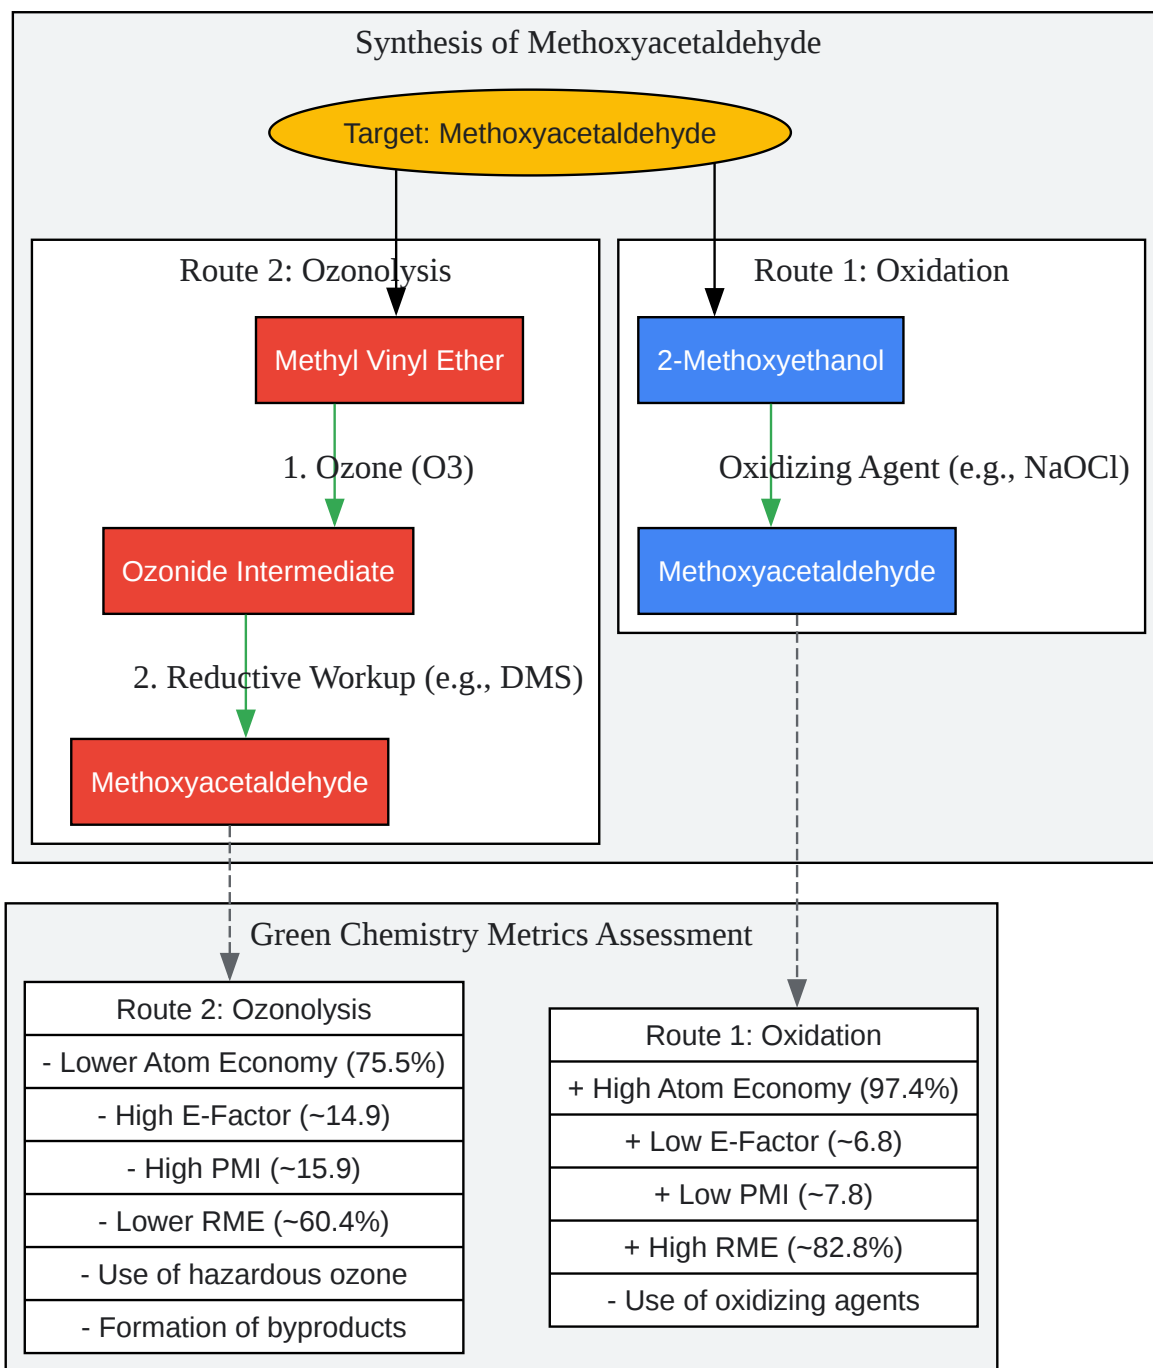 Synthesis of Methoxyacetaldehyde
Target: Methoxyacetaldehyde
Route 2: Ozonolysis
Methyl Vinyl Ether
1. Ozone (O3)
Ozonide Intermediate
2. Reductive Workup (e.g., DMS)
Methoxyacetaldehyde
Route 1: Oxidation
2-Methoxyethanol
Oxidizing Agent (e.g., NaOCl)
Methoxyacetaldehyde
Green Chemistry Metrics Assessment
Route 2: Ozonolysis
- Lower Atom Economy (75.5%)
- High E-Factor (~14.9)
- High PMI (~15.9)
- Lower RME (~60.4%)
- Use of hazardous ozone
- Formation of byproducts
Route 1: Oxidation
+ High Atom Economy (97.4%)
+ Low E-Factor (~6.8)
+ Low PMI (~7.8)
+ High RME (~82.8%)
- Use of oxidizing agents